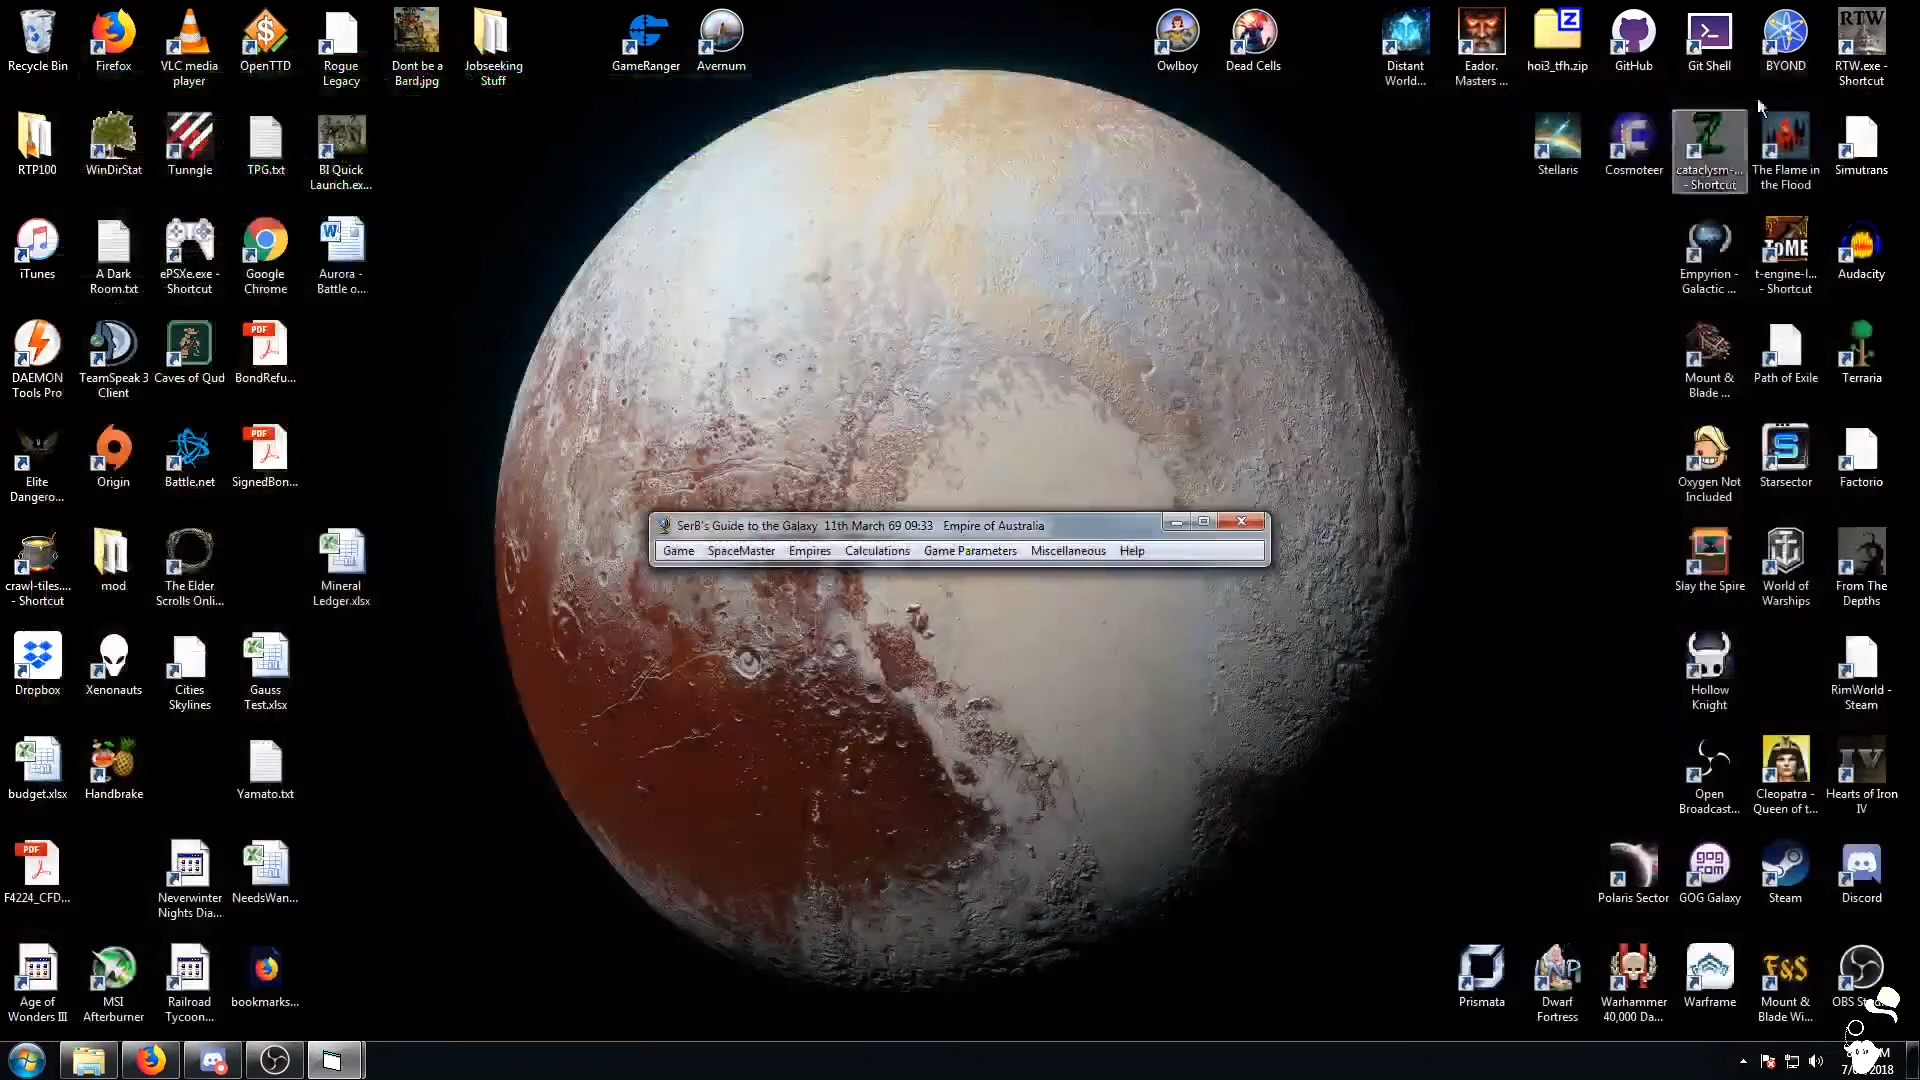 Recycle Bin
Firefox
VLC media
player
OpenTTD
Rogue
Legacy
Dont be a
Bard.jpg
Jobseeking
Stuff
GameRanger
Avernum
Owlboy
Dead Cells
Distant
World...
Eador.
Masters ...
hoi3_tfh.zip
GitHub
Git Shell
BYOND
RTW
RTW.exe -
Shortcut
RTP100
WinDirStat
Tunngle
TPG.txt
BI Quick
Launch.ex...
Stellaris
Cosmoteer
cataclysm-...
- Shortcut
The Flame in
the Flood
Simutrans
iTunes
A Dark
Room.txt
ePSXe.exe -
Shortcut
Google
Chrome
Aurora -
Battle o...
Empyrion -
Galactic ...
ToME
t-engine-l...
- Shortcut
Audacity
DAEMON
Tools Pro
TeamSpeak 3
Client
Caves of Qud
PDF
BondRefu...
Mount &
Blade ...
Path of Exile
Terraria
Elite
Dangero...
Origin
Battle.net
PDF
SignedBon...
Oxygen Not
Included
Starsector
Factorio
SerB's Guide to the Galaxy 11th March 69 09:33 Empire of Australia
Game SpaceMaster Empires Calculations Game Parameters Miscellaneous Help
crawl-tiles....
- Shortcut
mod
The Elder
Scrolls Onli...
Mineral
Ledger.xlsx
Slay the Spire
World of
Warships
From The
Depths
Dropbox
Xenonauts
Cities
Skylines
Gauss
Test.xlsx
Hollow
Knight
RimWorld -
Steam
budget.xlsx
Handbrake
Yamato.txt
Open
Broadcast...
Cleopatra -
Queen of t...
IV
Hearts of Iron
IV
PDF
F4224_CFD...
Neverwinter
Nights Dia...
NeedsWan...
Polaris Sector
GOG COM
GOG Galaxy
Steam
Discord
Age of
Wonders III
MSI
Afterburner
Railroad
Tycoon...
bookmarks...
Prismata
Dwarf
Fortress
Warhammer
40,000 Da...
Warframe
F&S
Mount &
Blade Wi...